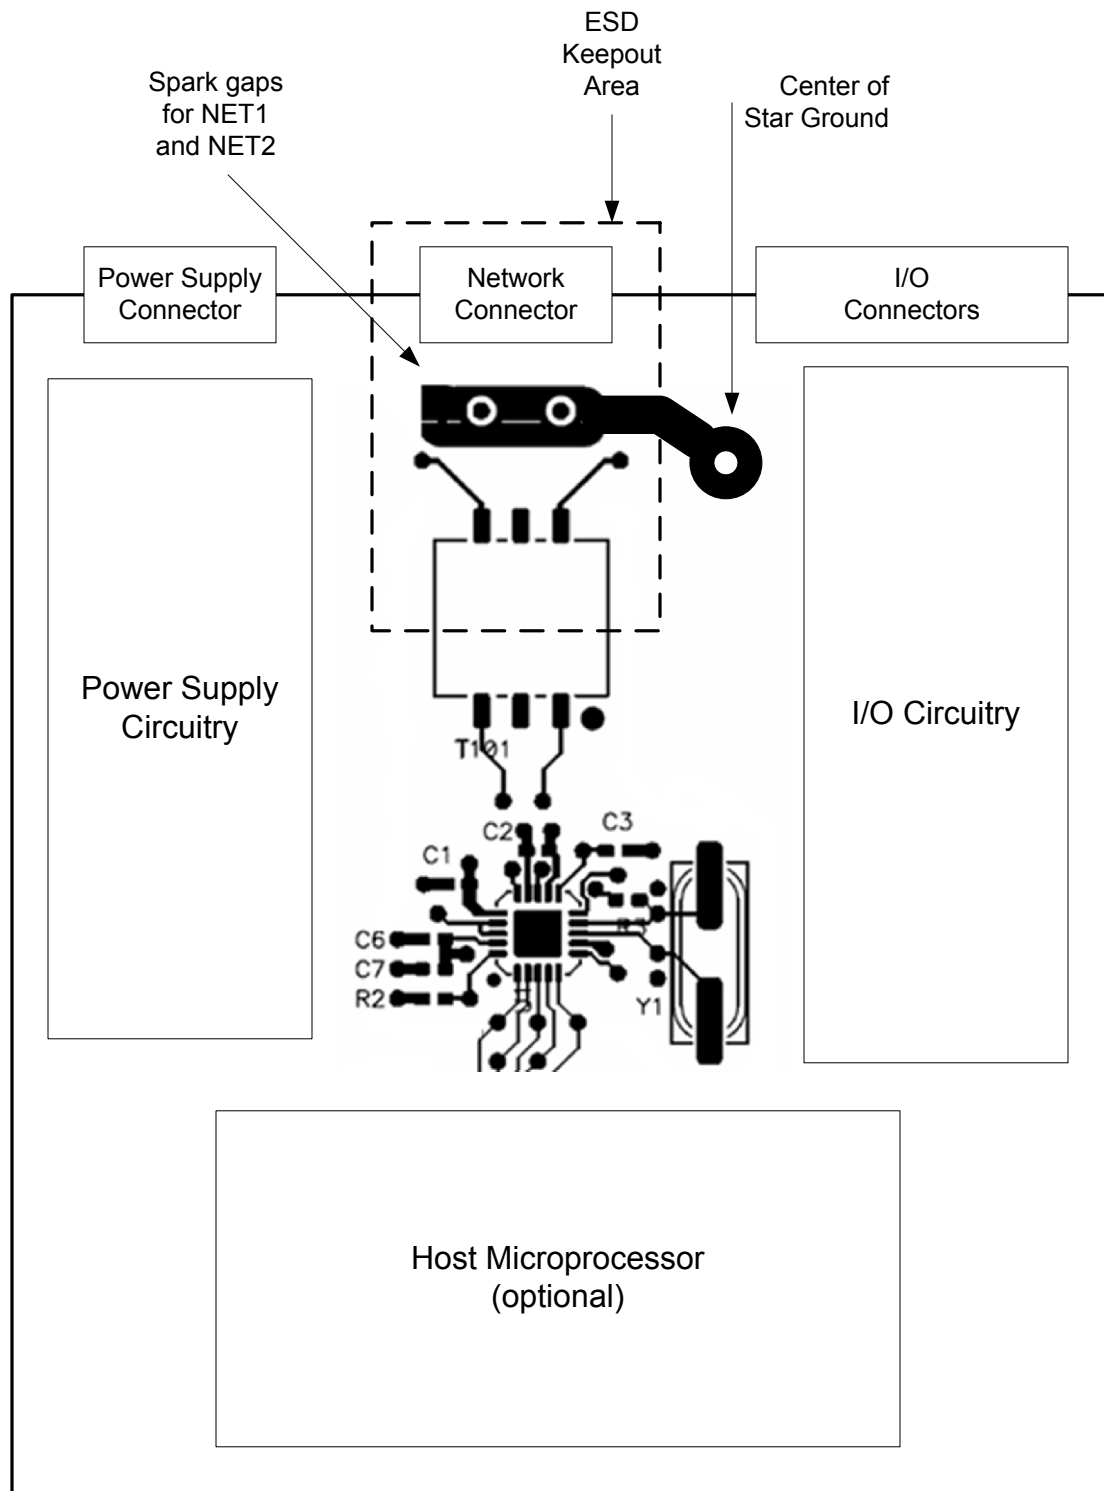 ESD
Keepout
Area
Spark gaps
for NET1
and NET2
Center of
Star Ground
Power Supply
Connector
Network
Connector
I/O
Connectors
Power Supply
Circuitry
I/O Circuitry
T101
C2
C3
C1
R3
C6
C7
R2
Y1
Host Microprocessor
(optional)